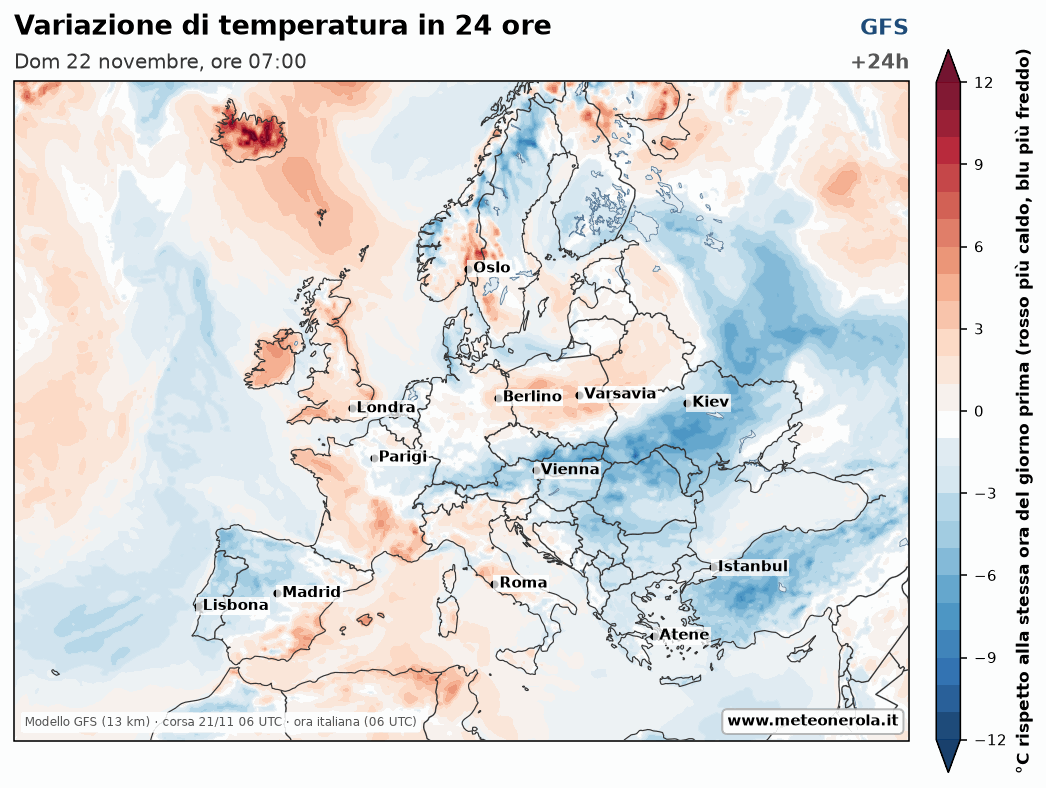 Variazione di temperatura in 24 ore
GFS
Dom 22 novembre, ore 07:00
+24h
Oslo
Londra
Berlino
Varsavia
Kiev
Parigi
Vienna
Istanbul
Madrid
Roma
Lisbona
Atene
Modello GFS (13 km) · corsa 21/11 06 UTC · ora italiana (06 UTC)
www.meteonerola.it
12
9
6
3
0
−3
−6
−9
−12
°C rispetto alla stessa ora del giorno prima (rosso più caldo, blu più freddo)